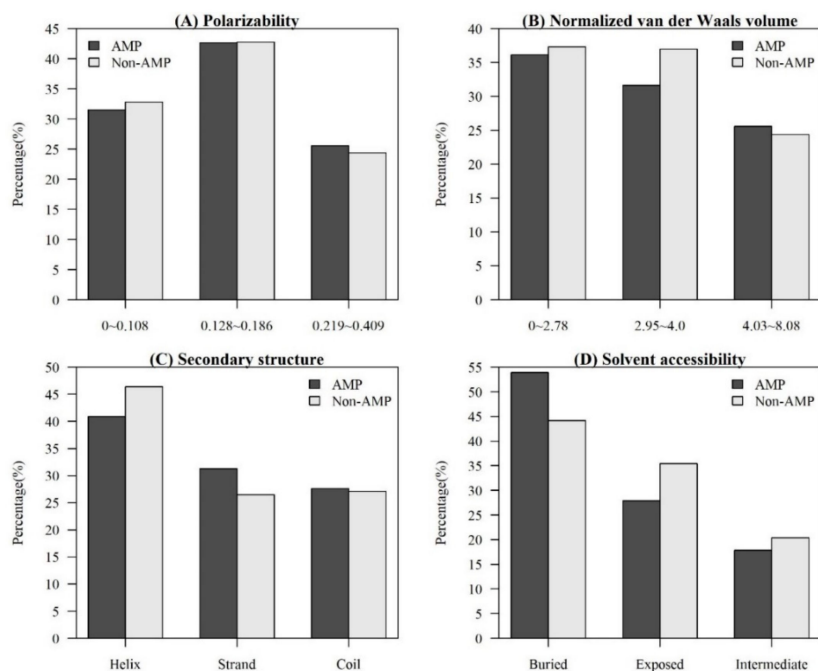 (A) Polarizability
45
40
35
30
25
20
15
10
5
0
Percentage(%)
AMP
Non-AMP
0~0.108 0.128~0.186 0.219~0.409
(B) Normalized van der Waals volume
40
35
30
25
20
15
10
5
0
Percentage(%)
AMP
Non-AMP
0~2.78 2.95~4.0 4.03~8.08
(C) Secondary structure
50
45
40
35
30
25
20
15
10
5
0
Percentage(%)
AMP
Non-AMP
Helix Strand Coil
(D) Solvent accessibility
55
50
45
40
35
30
25
20
15
10
5
0
Percentage(%)
AMP
Non-AMP
Buried Exposed Intermediate